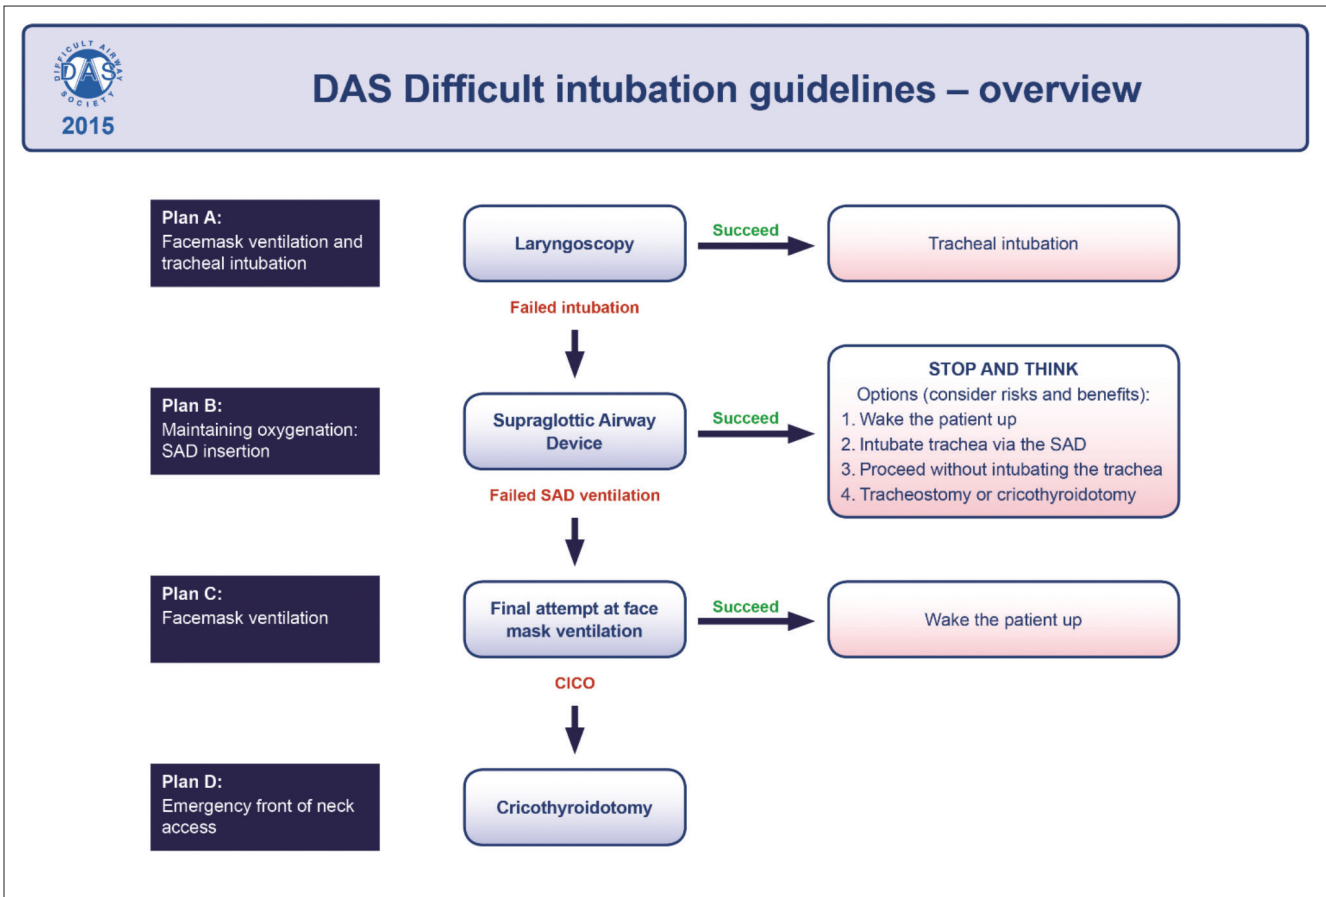 DIFFICULT AIRWAY
DAS
SOCIETY
2015
DAS Difficult intubation guidelines – overview
Plan A:
Facemask ventilation and
tracheal intubation
Laryngoscopy
Succeed
Tracheal intubation
Failed intubation
Plan B:
Maintaining oxygenation:
SAD insertion
Supraglottic Airway
Device
Succeed
STOP AND THINK
Options (consider risks and benefits):
1. Wake the patient up
2. Intubate trachea via the SAD
3. Proceed without intubating the trachea
4. Tracheostomy or cricothyroidotomy
Failed SAD ventilation
Plan C:
Facemask ventilation
Final attempt at face
mask ventilation
Succeed
Wake the patient up
CICO
Plan D:
Emergency front of neck
access
Cricothyroidotomy